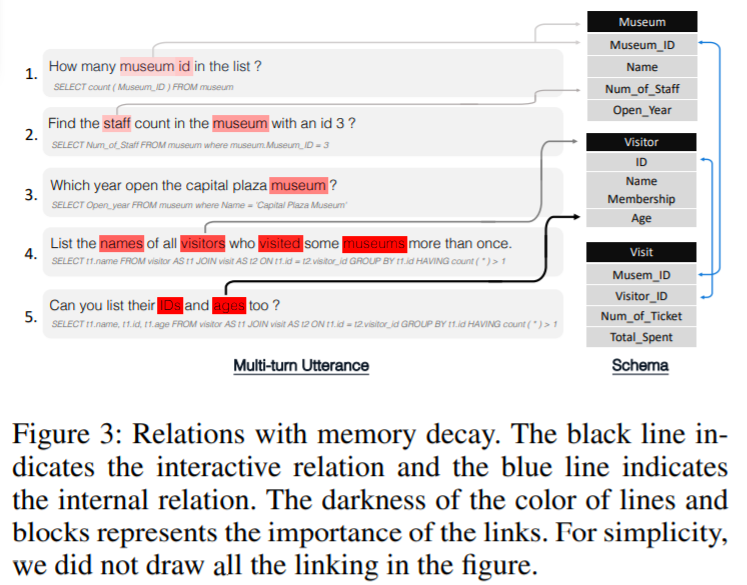 1. How many museum id in the list ?
SELECT count ( Museum_ID ) FROM museum
2. Find the staff count in the museum with an id 3 ?
SELECT Num_of_Staff FROM museum where museum.Museum_ID = 3
3. Which year open the capital plaza museum ?
SELECT Open_year FROM museum where Name = 'Capital Plaza Museum'
4. List the names of all visitors who visited some museums more than once.
SELECT t1.name FROM visitor AS t1 JOIN visit AS t2 ON t1.id = t2.visitor_id GROUP BY t1.id HAVING count ( * ) > 1
5. Can you list their IDs and ages too ?
SELECT t1.name, t1.id, t1.age FROM visitor AS t1 JOIN visit AS t2 ON t1.id = t2.visitor_id GROUP BY t1.id HAVING count ( * ) > 1
Multi-turn Utterance
Museum
Museum_ID
Name
Num_of_Staff
Open_Year
Visitor
ID
Name
Membership
Age
Visit
Musem_ID
Visitor_ID
Num_of_Ticket
Total_Spent
Schema
Figure 3: Relations with memory decay. The black line in-
dicates the interactive relation and the blue line indicates
the internal relation. The darkness of the color of lines and
blocks represents the importance of the links. For simplicity,
we did not draw all the linking in the figure.